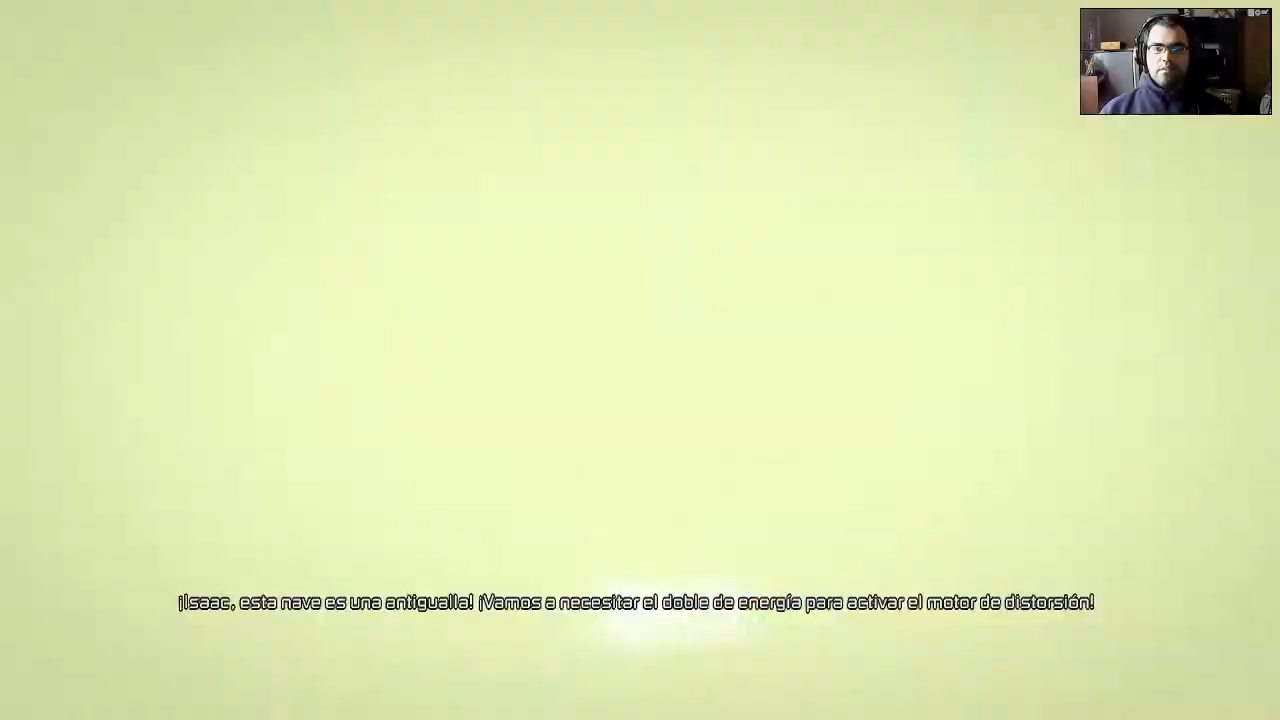 ¡Isaac, esta nave es una antigualla! ¡Vamos a necesitar el doble de energía para activar el motor de distorsión!